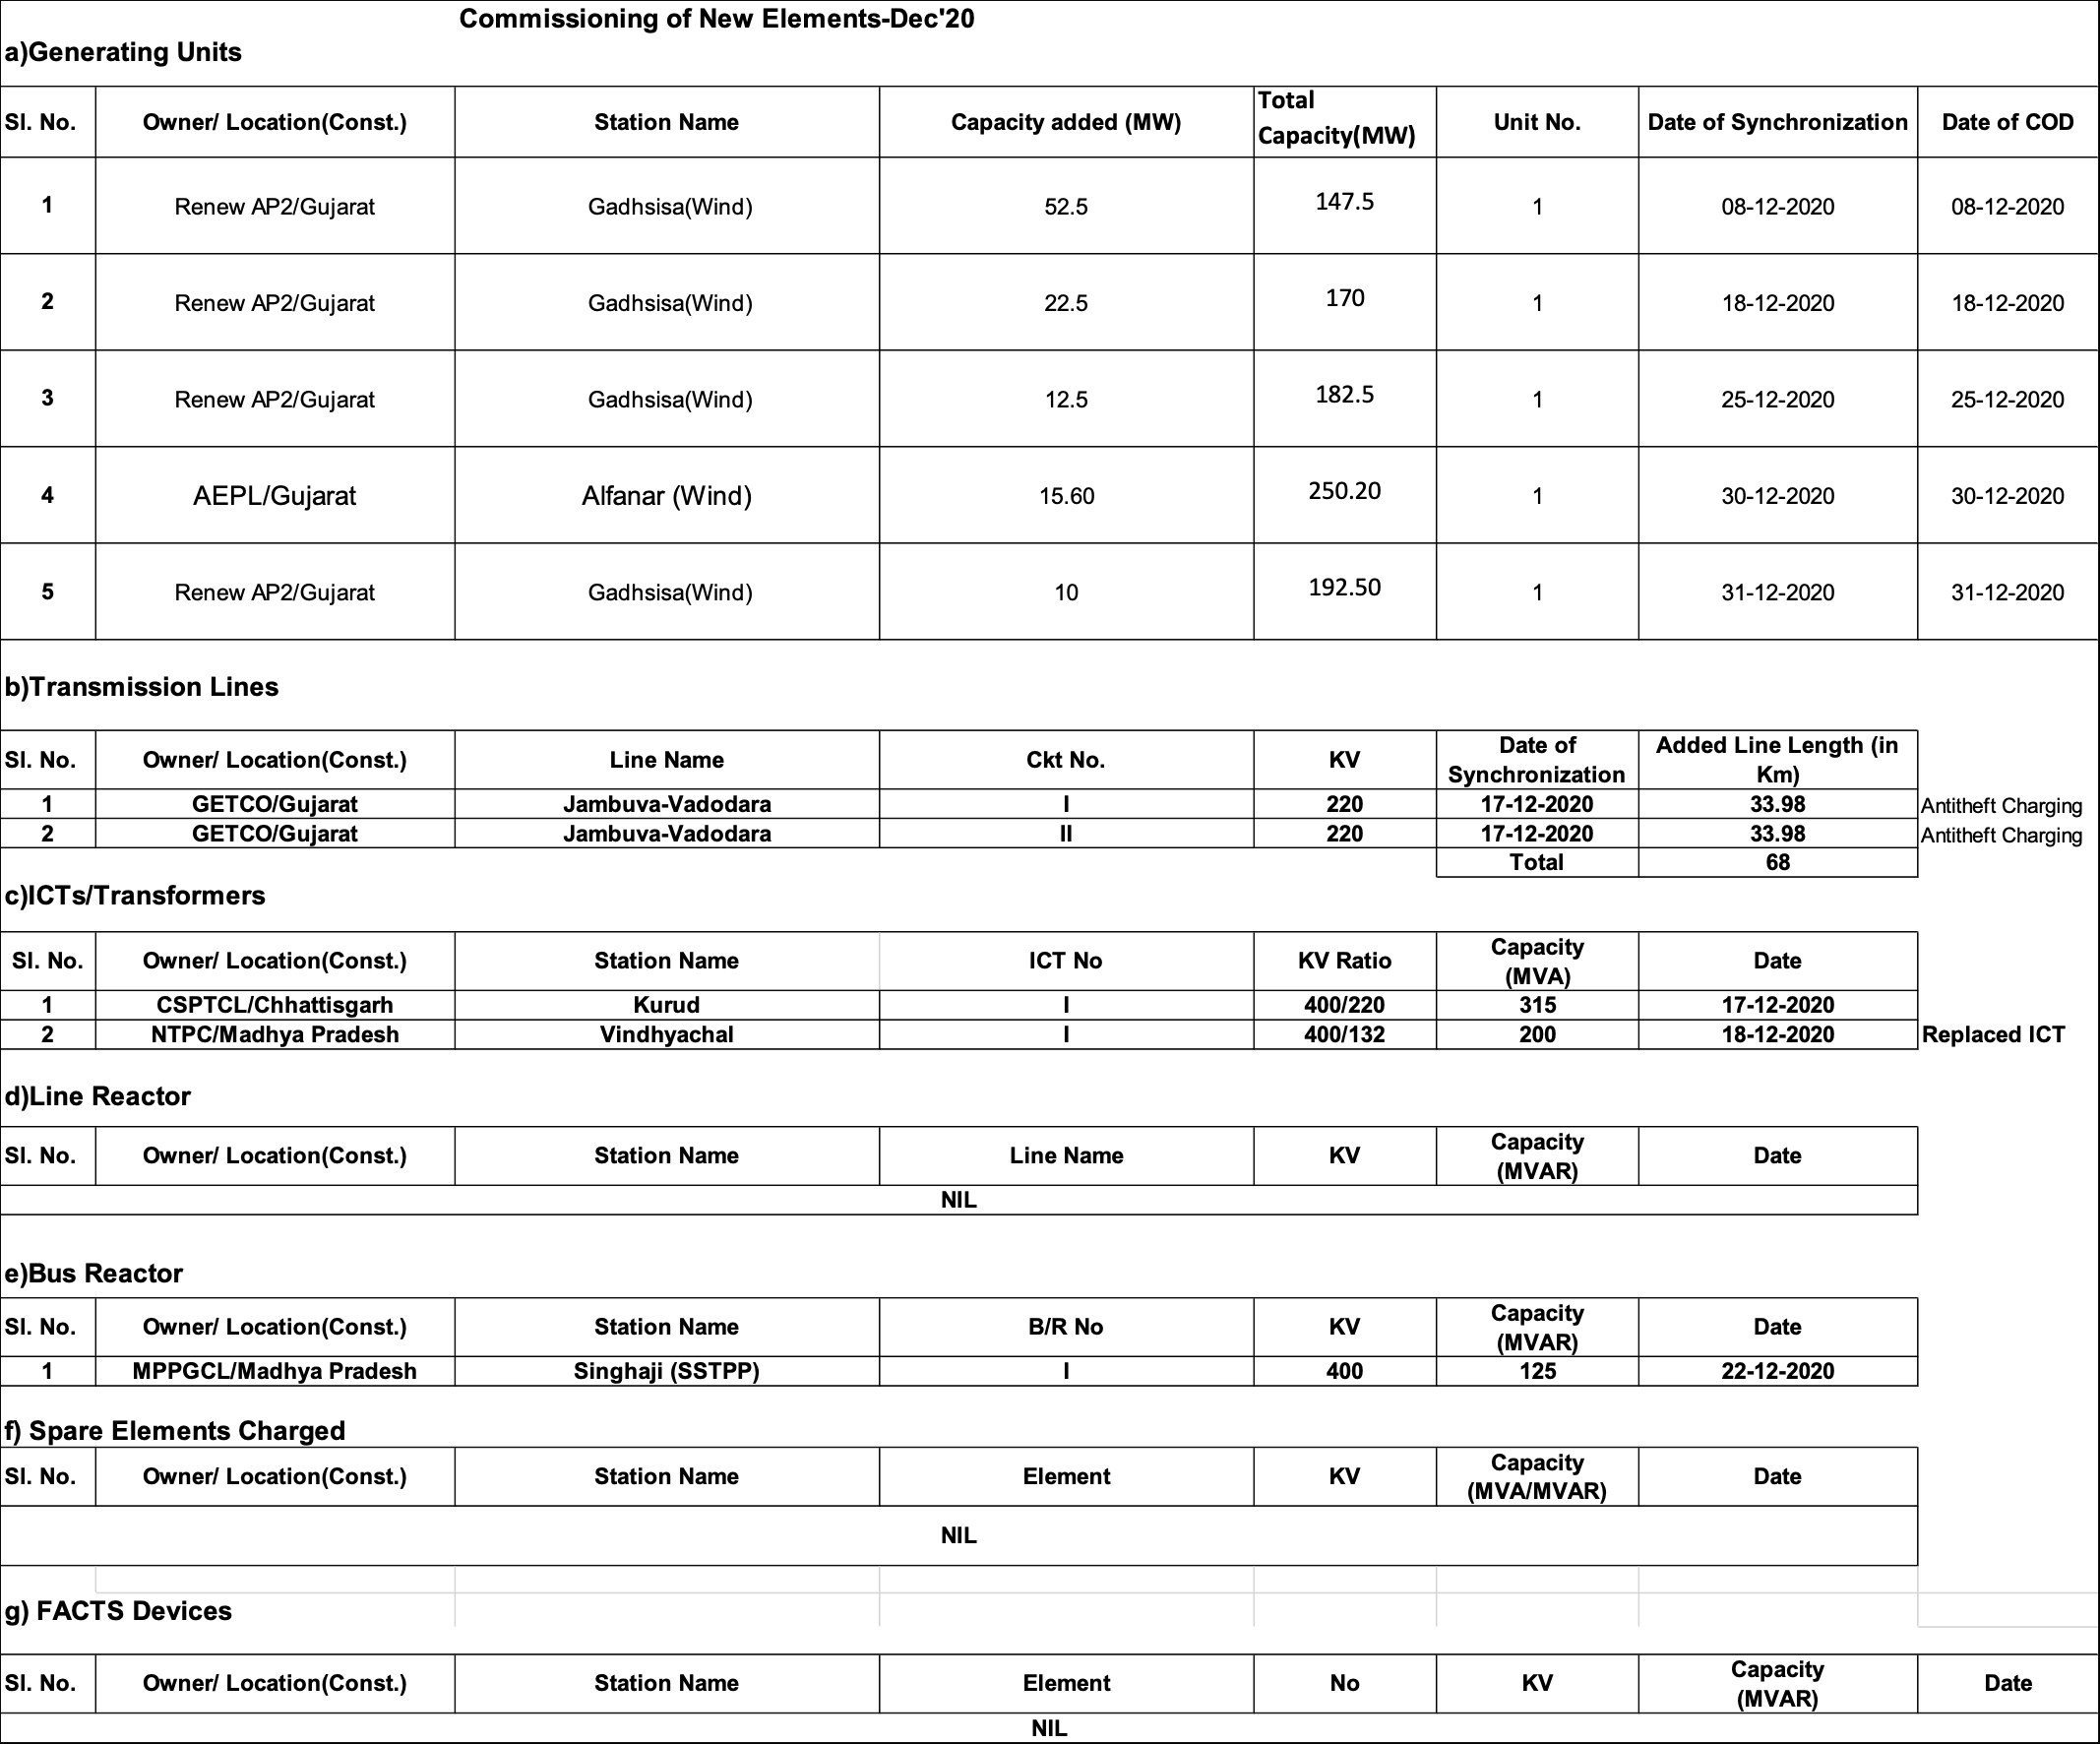 Commissioning of New Elements-Dec'20
a)Generating Units
Sl. No. Owner/ Location(Const.) Station Name Capacity added (MW) Total Capacity(MW) Unit No. Date of Synchronization Date of COD
1 Renew AP2/Gujarat Gadhsisa(Wind) 52.5 147.5 1 08-12-2020 08-12-2020
2 Renew AP2/Gujarat Gadhsisa(Wind) 22.5 170 1 18-12-2020 18-12-2020
3 Renew AP2/Gujarat Gadhsisa(Wind) 12.5 182.5 1 25-12-2020 25-12-2020
4 AEPL/Gujarat Alfanar (Wind) 15.60 250.20 1 30-12-2020 30-12-2020
5 Renew AP2/Gujarat Gadhsisa(Wind) 10 192.50 1 31-12-2020 31-12-2020
b)Transmission Lines
Sl. No. Owner/ Location(Const.) Line Name Ckt No. KV Date of Synchronization Added Line Length (in Km)
1 GETCO/Gujarat Jambuva-Vadodara I 220 17-12-2020 33.98 Antitheft Charging
2 GETCO/Gujarat Jambuva-Vadodara II 220 17-12-2020 33.98 Antitheft Charging
Total 68
c)ICTs/Transformers
Sl. No. Owner/ Location(Const.) Station Name ICT No KV Ratio Capacity (MVA) Date
1 CSPTCL/Chhattisgarh Kurud I 400/220 315 17-12-2020
2 NTPC/Madhya Pradesh Vindhyachal I 400/132 200 18-12-2020 Replaced ICT
d)Line Reactor
Sl. No. Owner/ Location(Const.) Station Name Line Name KV Capacity (MVAR) Date
NIL
e)Bus Reactor
Sl. No. Owner/ Location(Const.) Station Name B/R No KV Capacity (MVAR) Date
1 MPPGCL/Madhya Pradesh Singhaji (SSTPP) I 400 125 22-12-2020
f) Spare Elements Charged
Sl. No. Owner/ Location(Const.) Station Name Element KV Capacity (MVA/MVAR) Date
NIL
g) FACTS Devices
Sl. No. Owner/ Location(Const.) Station Name Element No KV Capacity (MVAR) Date
NIL